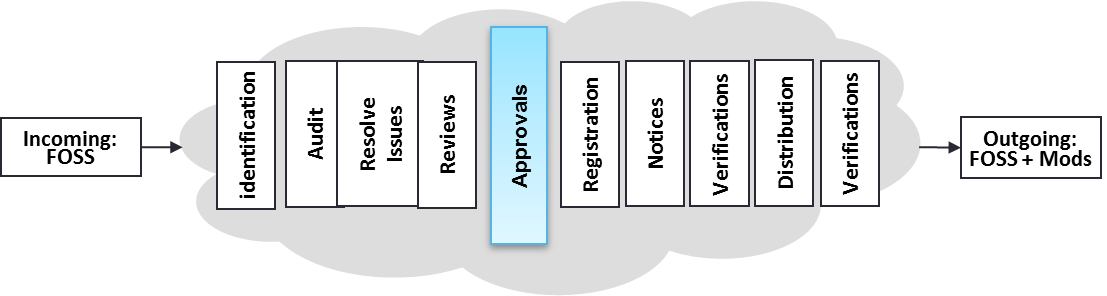 Incoming:
FOSS
identification
Audit
Resolve
Issues
Reviews
Approvals
Registration
Notices
Verifications
Distribution
Verifications
Outgoing:
FOSS + Mods